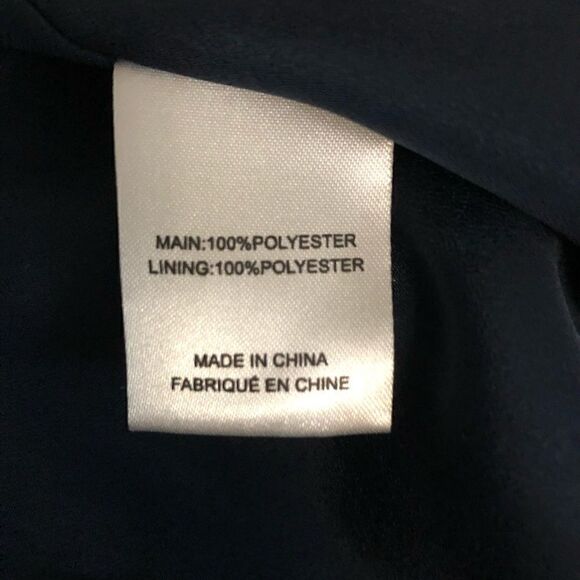 MAIN:100%POLYESTER
LINING:100%POLYESTER
MADE IN CHINA
FABRIQUÉ EN CHINE